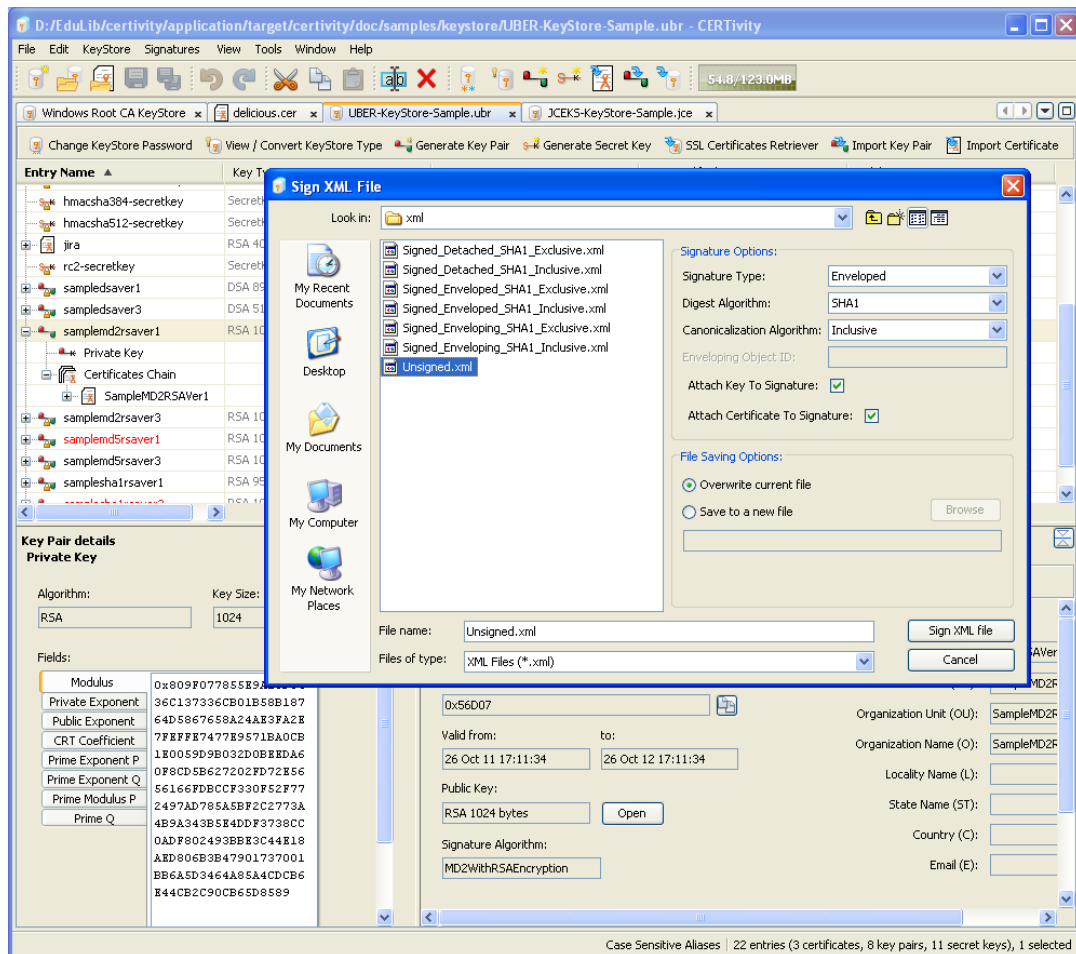 D:/EduLib/certivity/application/target/certivity/doc/samples/keystore/UBER-KeyStore-Sample.ubr - CERTivity
File Edit KeyStore Signatures View Tools Window Help
54.8/123.0MB
Windows Root CA KeyStore x delicious.cer x UBER-KeyStore-Sample.ubr x JCEKS-KeyStore-Sample.jce x
Change KeyStore Password View / Convert KeyStore Type Generate Key Pair Generate Secret Key SSL Certificates Retriever Import Key Pair Import Certificate
Entry Name Key Ty
hmacsha384-secretkey Secret
hmacsha512-secretkey Secret
jira RSA 40
rc2-secretkey Secret
sampledsaver1 DSA 89
sampledsaver3 DSA 51
samplemd2rsaver1 RSA 10
Private Key
Certificates Chain
SampleMD2RSAVer1
samplemd2rsaver3 RSA 10
samplemd5rsaver1 RSA 10
samplemd5rsaver3 RSA 10
samplesha1rsaver1 RSA 95
Sign XML File
Look in: xml
My Recent Documents
Desktop
My Documents
My Computer
My Network Places
Signed_Detached_SHA1_Exclusive.xml
Signed_Detached_SHA1_Inclusive.xml
Signed_Enveloped_SHA1_Exclusive.xml
Signed_Enveloped_SHA1_Inclusive.xml
Signed_Enveloping_SHA1_Exclusive.xml
Signed_Enveloping_SHA1_Inclusive.xml
Unsigned.xml
Signature Options:
Signature Type: Enveloped
Digest Algorithm: SHA1
Canonicalization Algorithm: Inclusive
Enveloping Object ID:
Attach Key To Signature:
Attach Certificate To Signature:
File Saving Options:
Overwrite current file
Save to a new file Browse
File name: Unsigned.xml Sign XML file
Files of type: XML Files (*.xml) Cancel
Key Pair details
Private Key
Algorithm: Key Size:
RSA 1024
Fields:
Modulus
Private Exponent
Public Exponent
CRT Coefficient
Prime Exponent P
Prime Exponent Q
Prime Modulus P
Prime Q
36C137336CB01B58B187
64D5867658A24AE3FA2E
7FEFFE7477E9571BA0CB
1E0059D9B032D0BEEDA6
0F8CD5B627202FD72E56
56166FDBCCF330F52F77
2497AD785A5BF2C2773A
4B9A343B5E4DDF3738CC
0ADF802493BBE3C44E18
AED806B3B47901737001
BB6A5D3464A85A4CDCB6
E44CB2C90CB65D8589
0x56D07
Valid from: to:
26 Oct 11 17:11:34 26 Oct 12 17:11:34
Public Key:
RSA 1024 bytes Open
Signature Algorithm:
MD2WithRSAEncryption
Organization Unit (OU): SampleMD2R
Organization Name (O): SampleMD2R
Locality Name (L):
State Name (ST):
Country (C):
Email (E):
Case Sensitive Aliases 22 entries (3 certificates, 8 key pairs, 11 secret keys), 1 selected